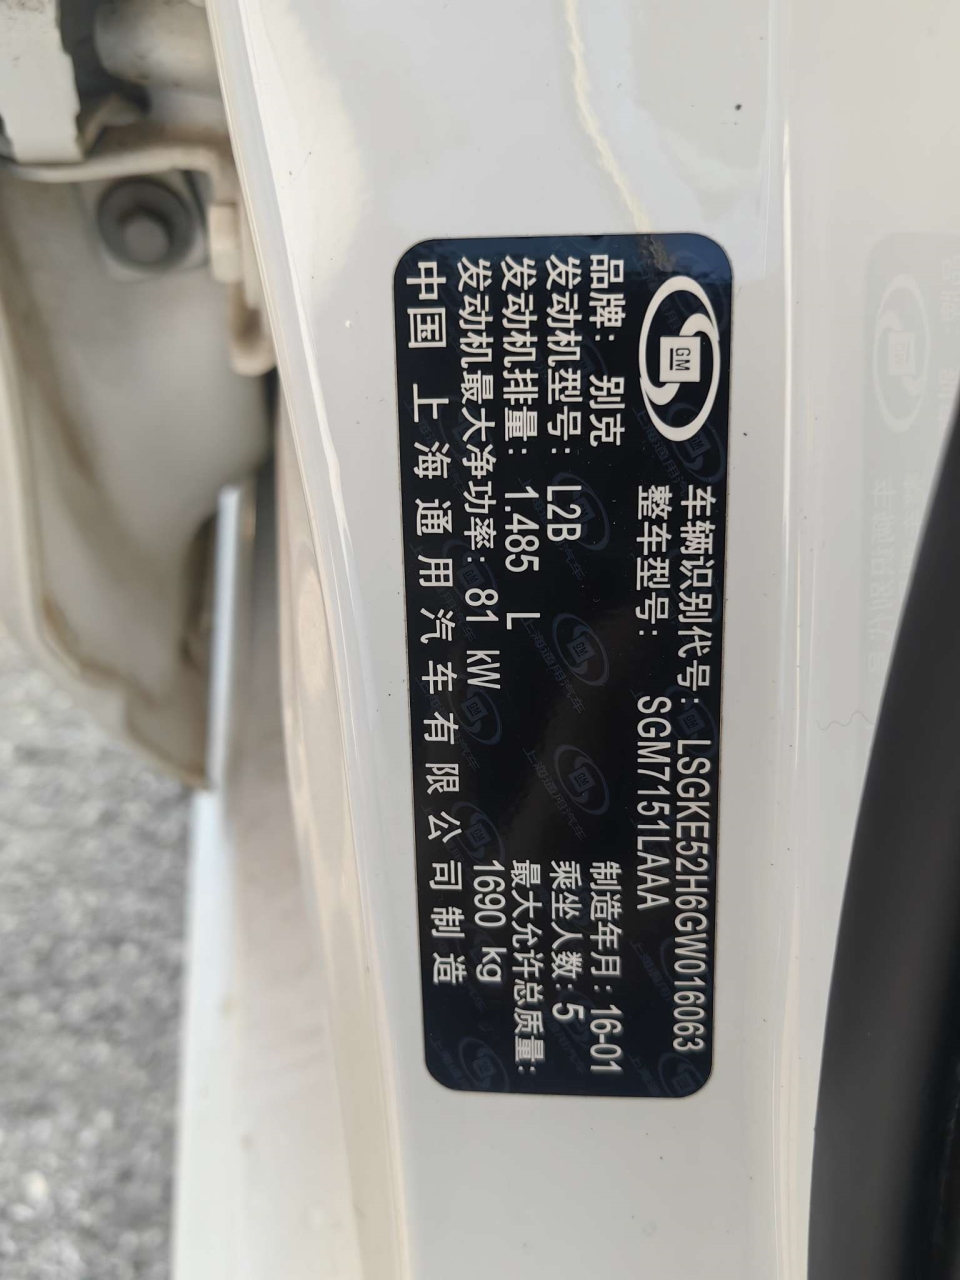 GM
车辆识别代号: LSGKE52H6GW016063
整车型号: SGM7151LAAA
品牌: 别克
制造年月: 16-01
发动机型号: L2B
乘坐人数: 5
发动机排量: 1.485 L
最大允许总质量:
1690 kg
发动机最大净功率: 81 kW
中国 上海通用汽车有限公司制造